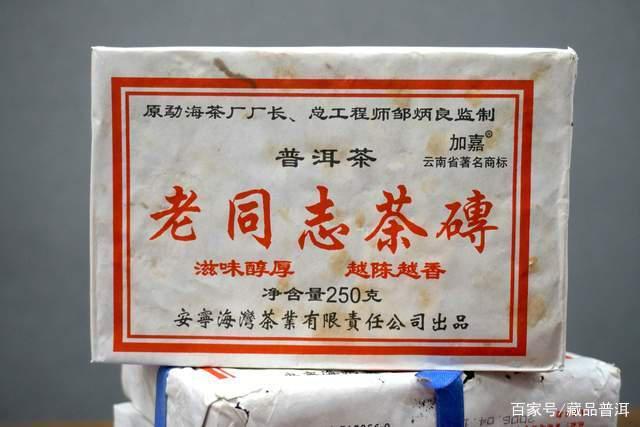 原勐海茶厂厂长、总工程师邹炳良监制
加嘉®
云南省著名商标
普洱茶
老同志茶磚
滋味醇厚 越陈越香
净含量250克
安寧海灣茶業有限責任公司出品
百家号/藏品普洱